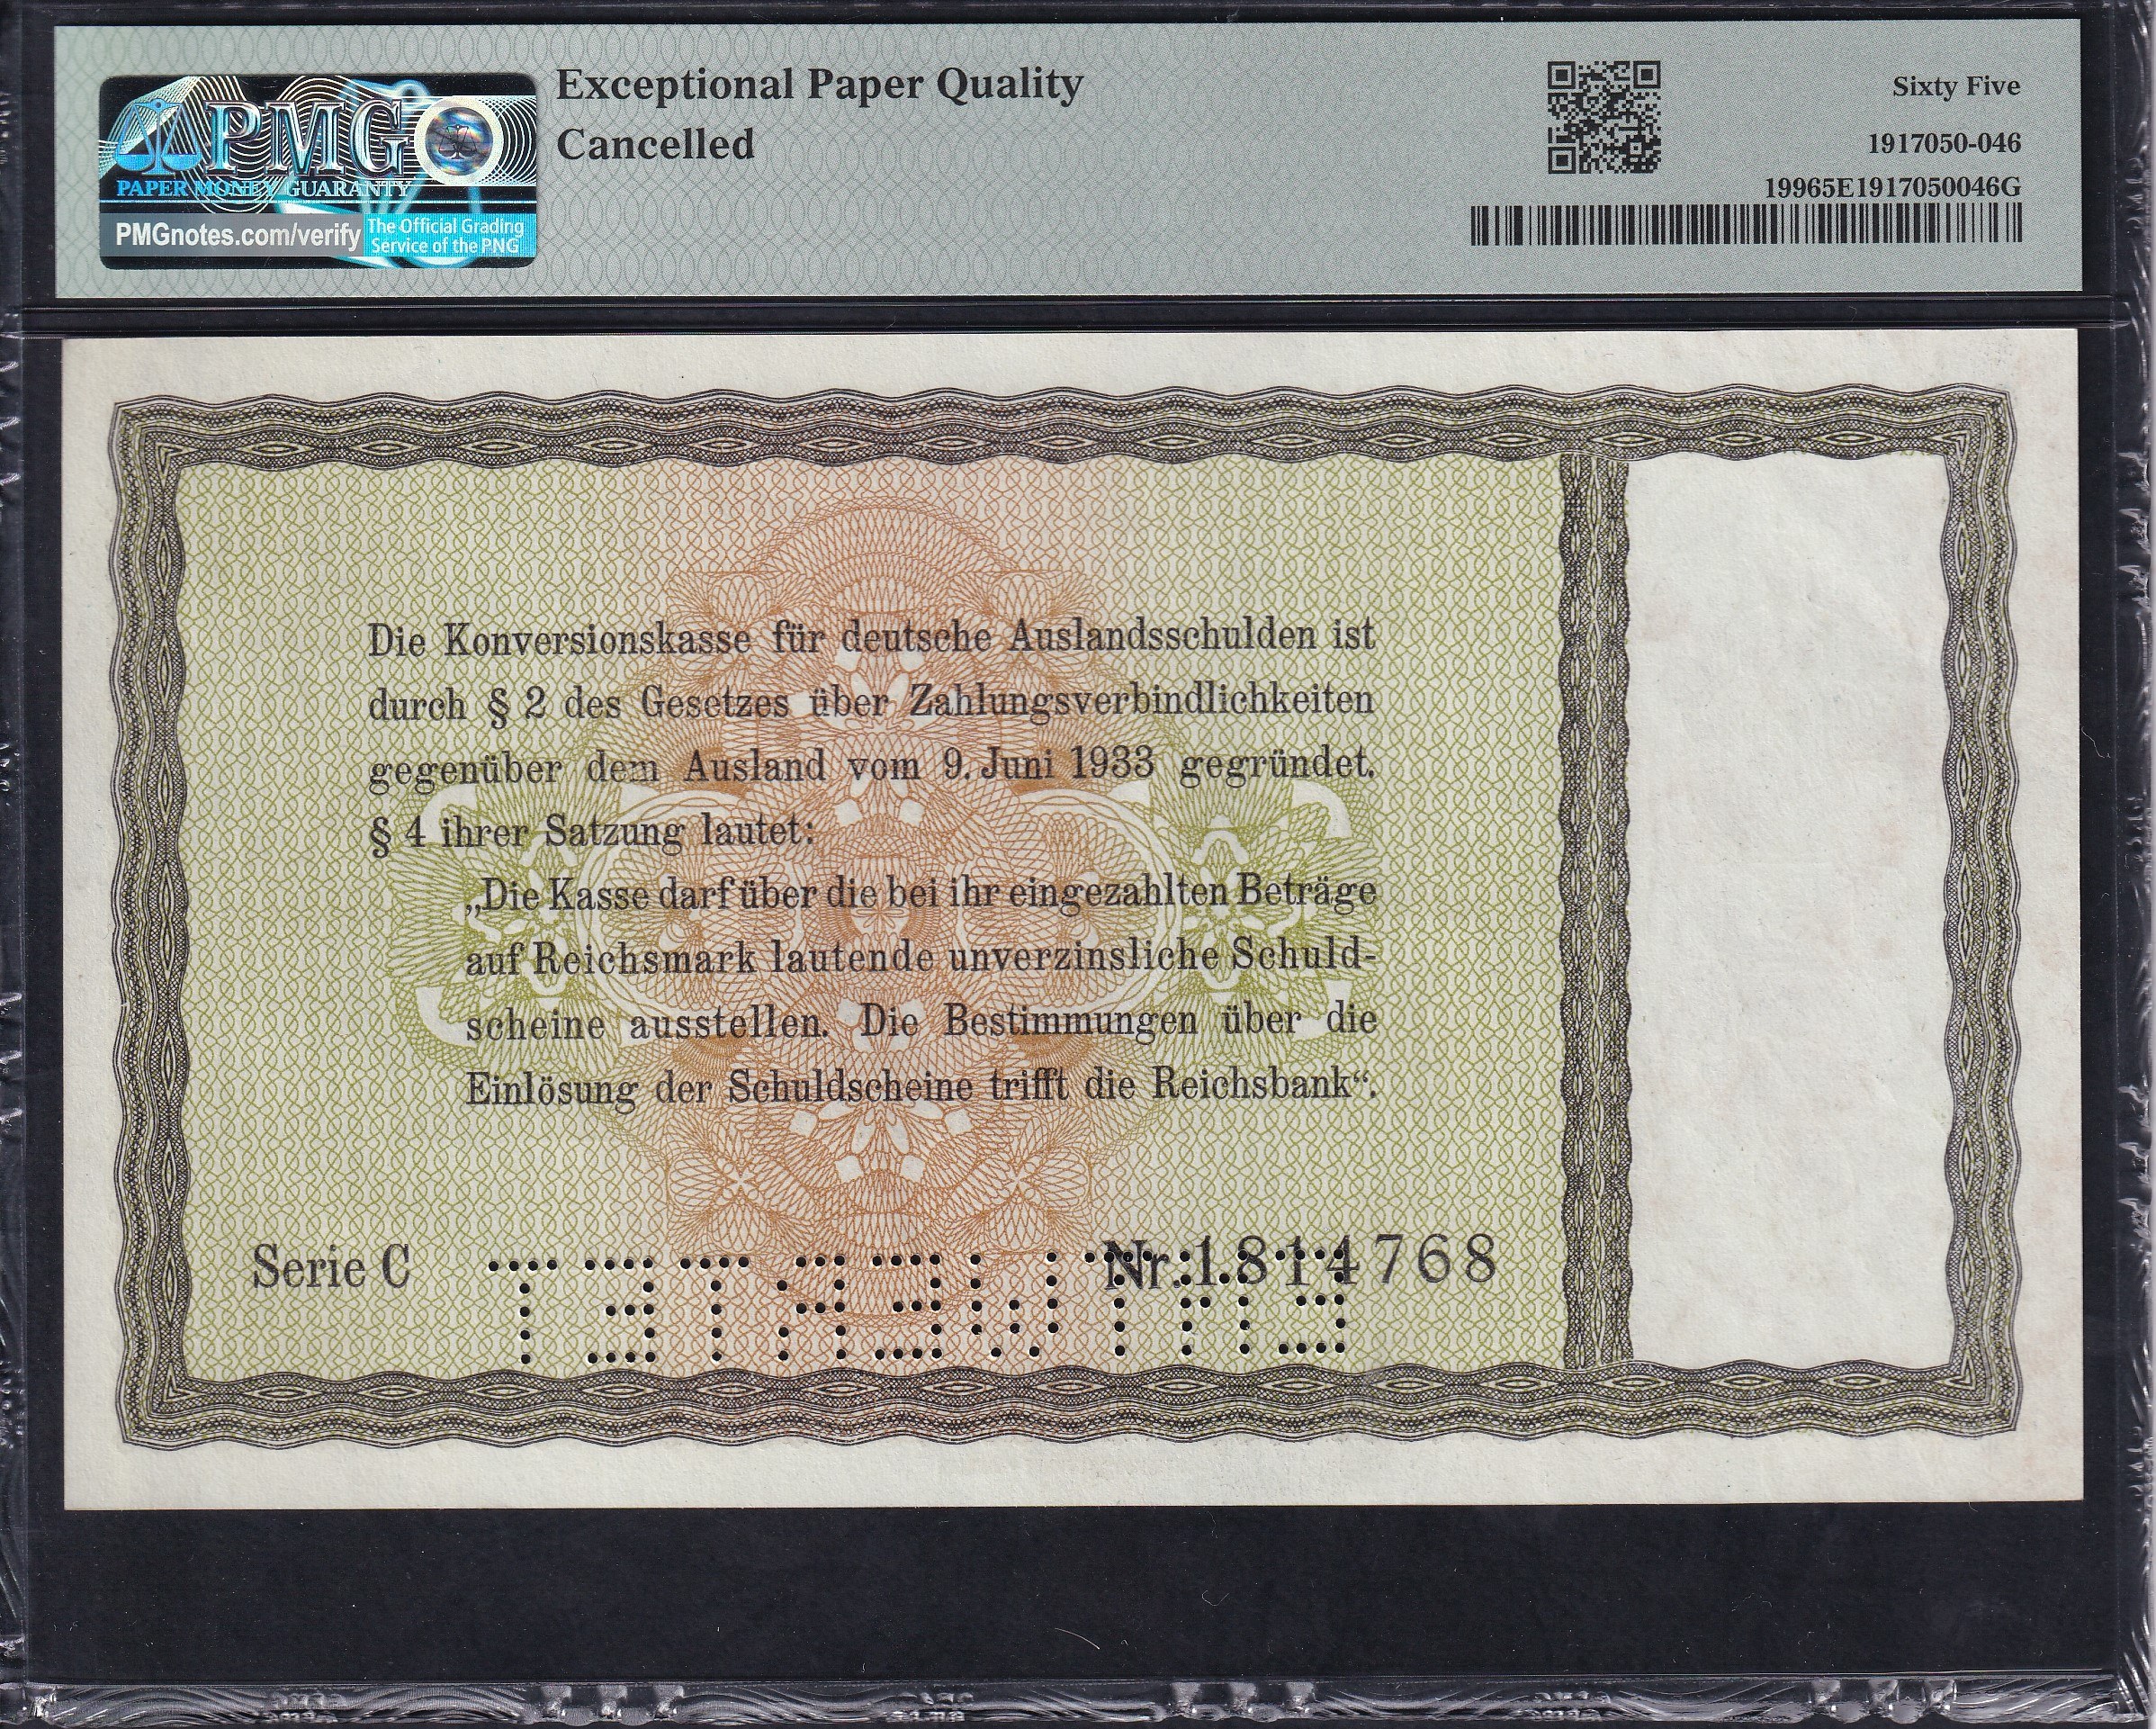 PMG
PAPER MONEY GUARANTY
PMGnotes.com/verify
The Official Grading
Service of the PNG
Exceptional Paper Quality
Cancelled
Sixty Five
1917050-046
19965E1917050046G
Die Konversionskasse für deutsche Auslandsschulden ist
durch § 2 des Gesetzes über Zahlungsverbindlichkeiten
gegenüber dem Ausland vom 9. Juni 1933 gegründet.
§ 4 ihrer Satzung lautet:
„Die Kasse darf über die bei ihr eingezahlten Beträge
auf Reichsmark lautende unverzinsliche Schuld-
scheine ausstellen. Die Bestimmungen über die
Einlösung der Schuldscheine trifft die Reichsbank“.
Serie C
Nr. 1814768
ENTWERTET